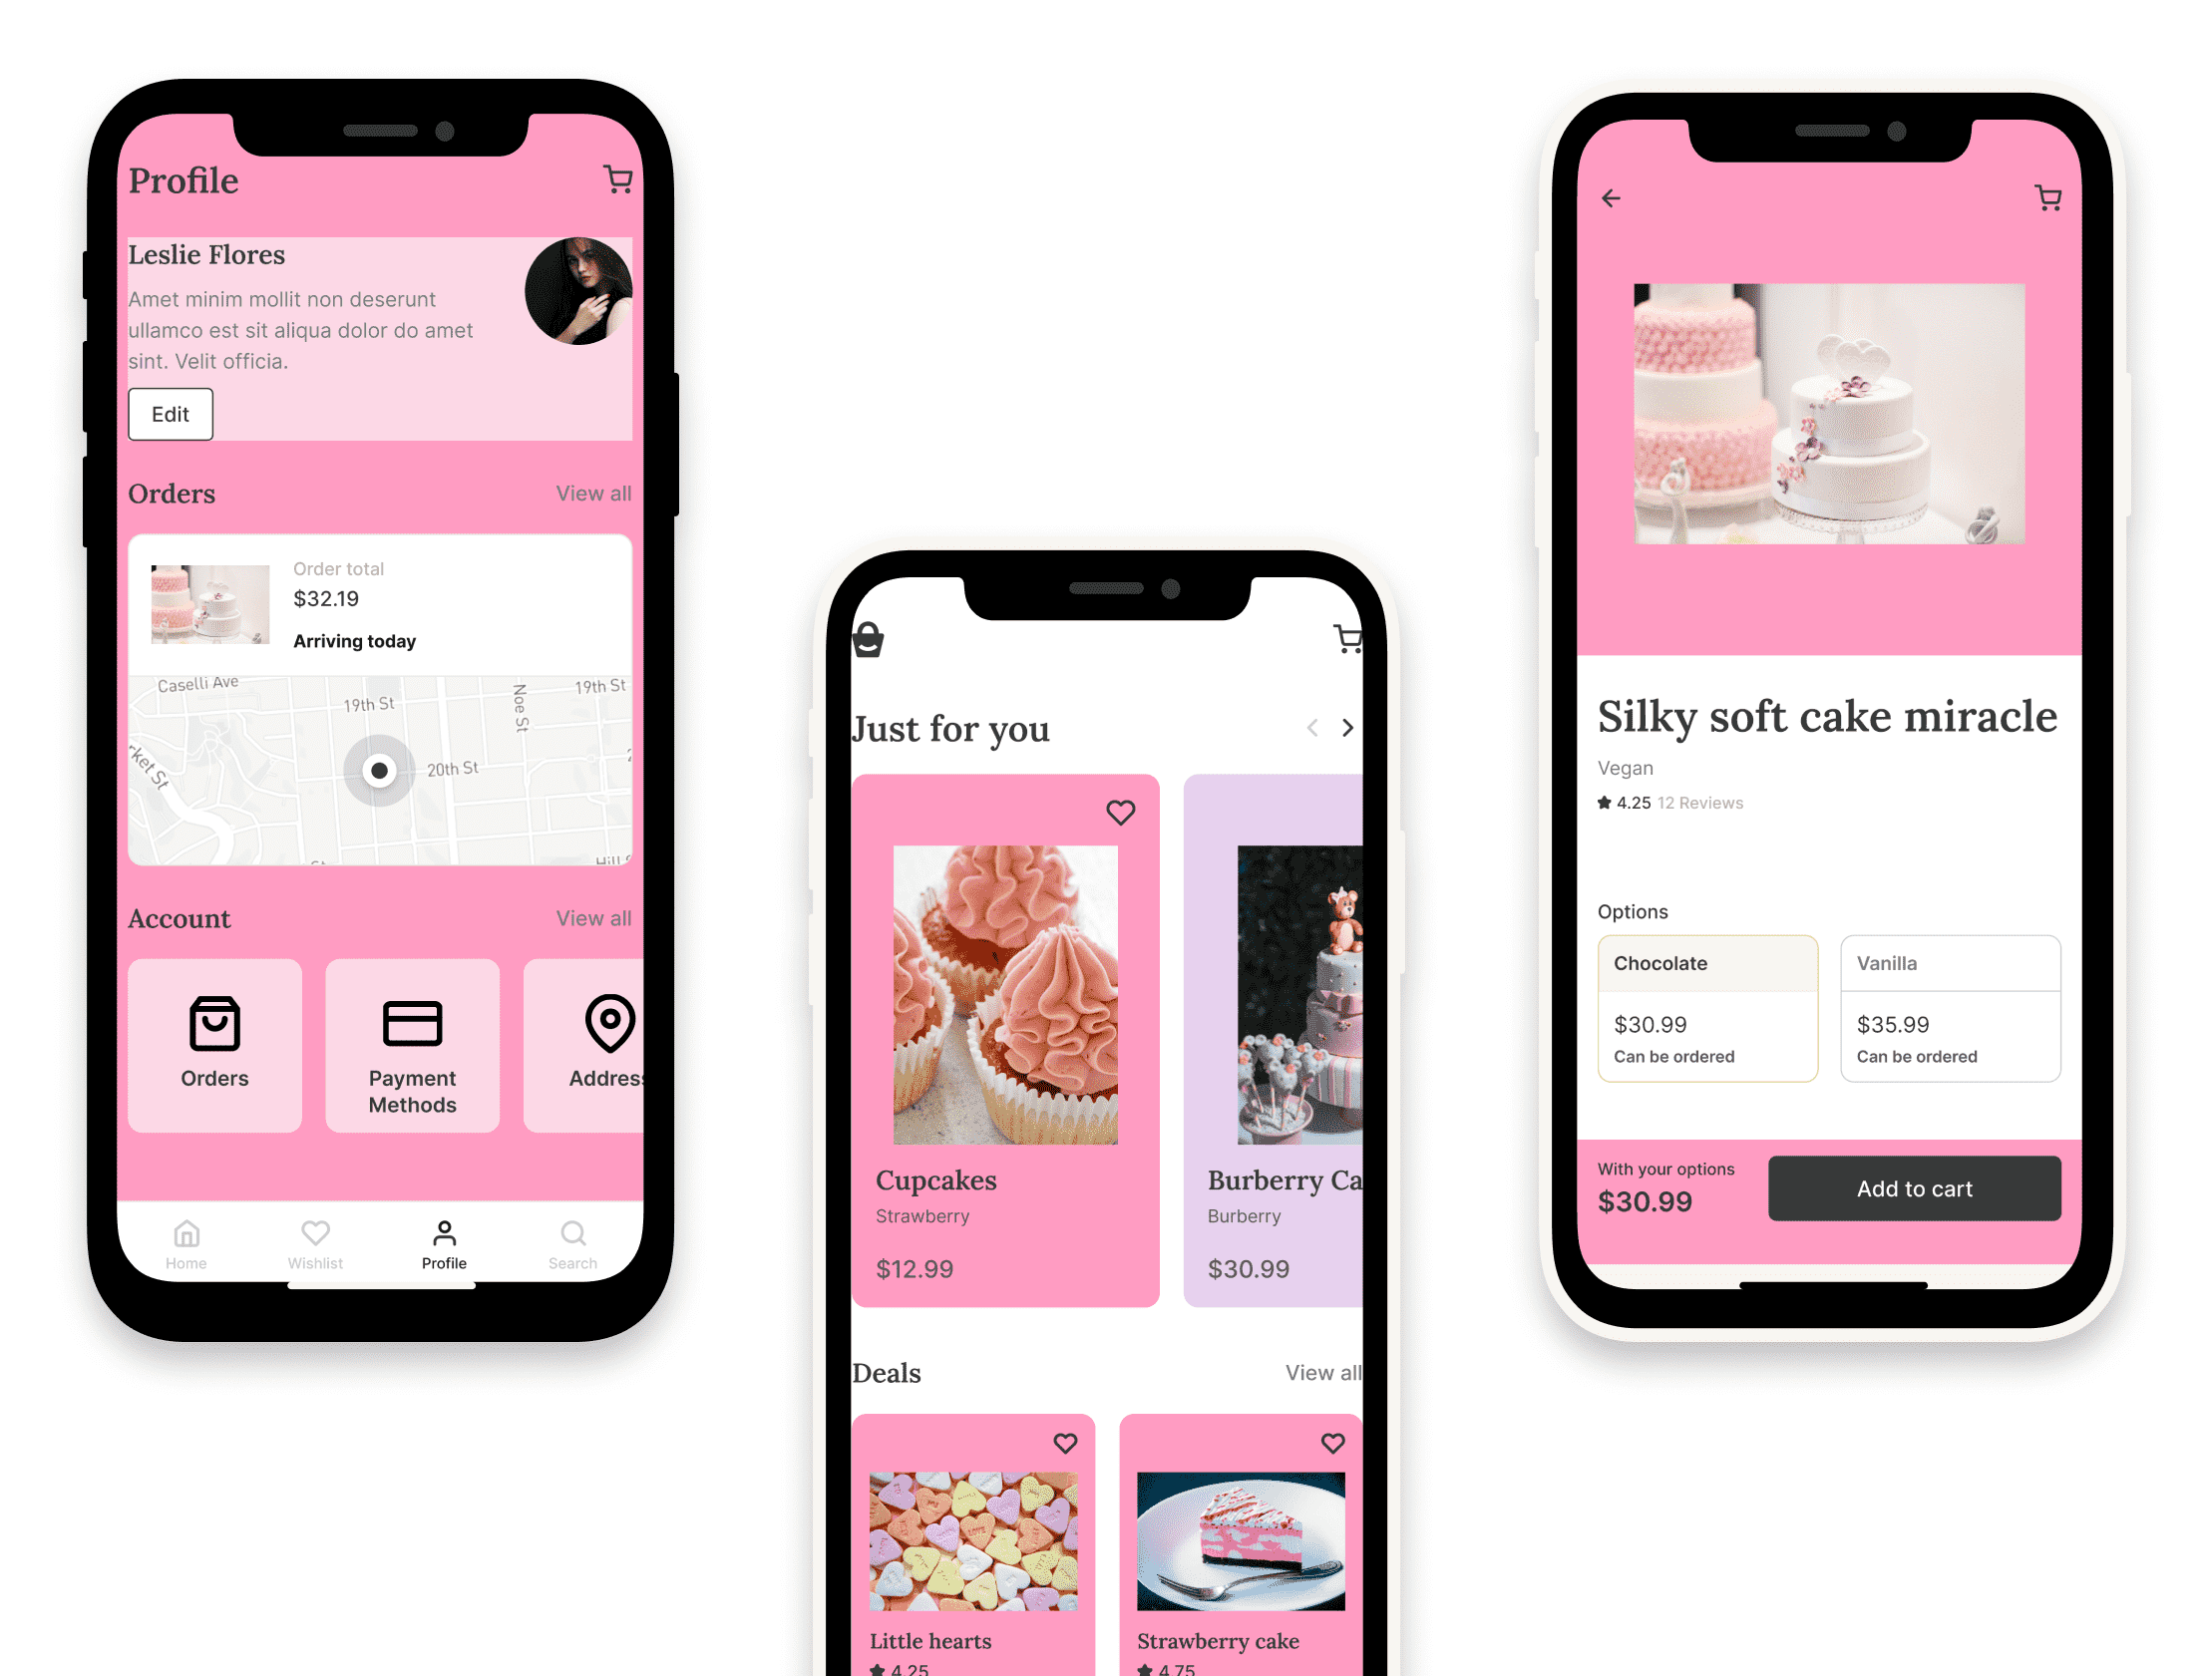 Profile
Leslie Flores
Amet minim mollit non deserunt
ullamco est sit aliqua dolor do amet
sint. Velit officia.
Edit
Orders
View all
Order total
$32.19
Arriving today
Caselli Ave
19th St
Noe St
19th St
rket St
20th St
St
Hill S
Account
View all
Orders
Payment
Methods
Address
Home
Wishlist
Profile
Search
Just for you
Cupcakes
Strawberry
$12.99
Burberry Ca
Burberry
$30.99
Deals
View all
Little hearts
4.25
Strawberry cake
4.75
Silky soft cake miracle
Vegan
4.25 12 Reviews
Options
Chocolate
$30.99
Can be ordered
Vanilla
$35.99
Can be ordered
With your options
$30.99
Add to cart